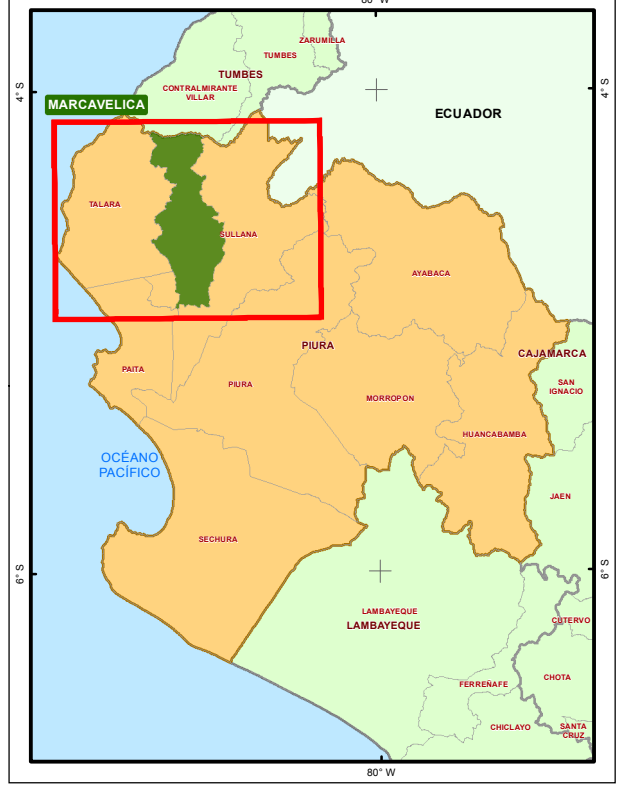 80° W
ZARUMILLA
TUMBES
TUMBES
CONTRALMIRANTE
VILLAR
4° S
4° S
MARCAVELICA
ECUADOR
TALARA
SULLANA
AYABACA
PIURA
CAJAMARCA
PAITA
PIURA
SAN
IGNACIO
MORROPON
HUANCABAMBA
OCÉANO
PACÍFICO
JAEN
SECHURA
6° S
6° S
LAMBAYEQUE
LAMBAYEQUE
CUTERVO
FERREÑAFE
CHOTA
CHICLAYO
SANTA
CRUZ
80° W